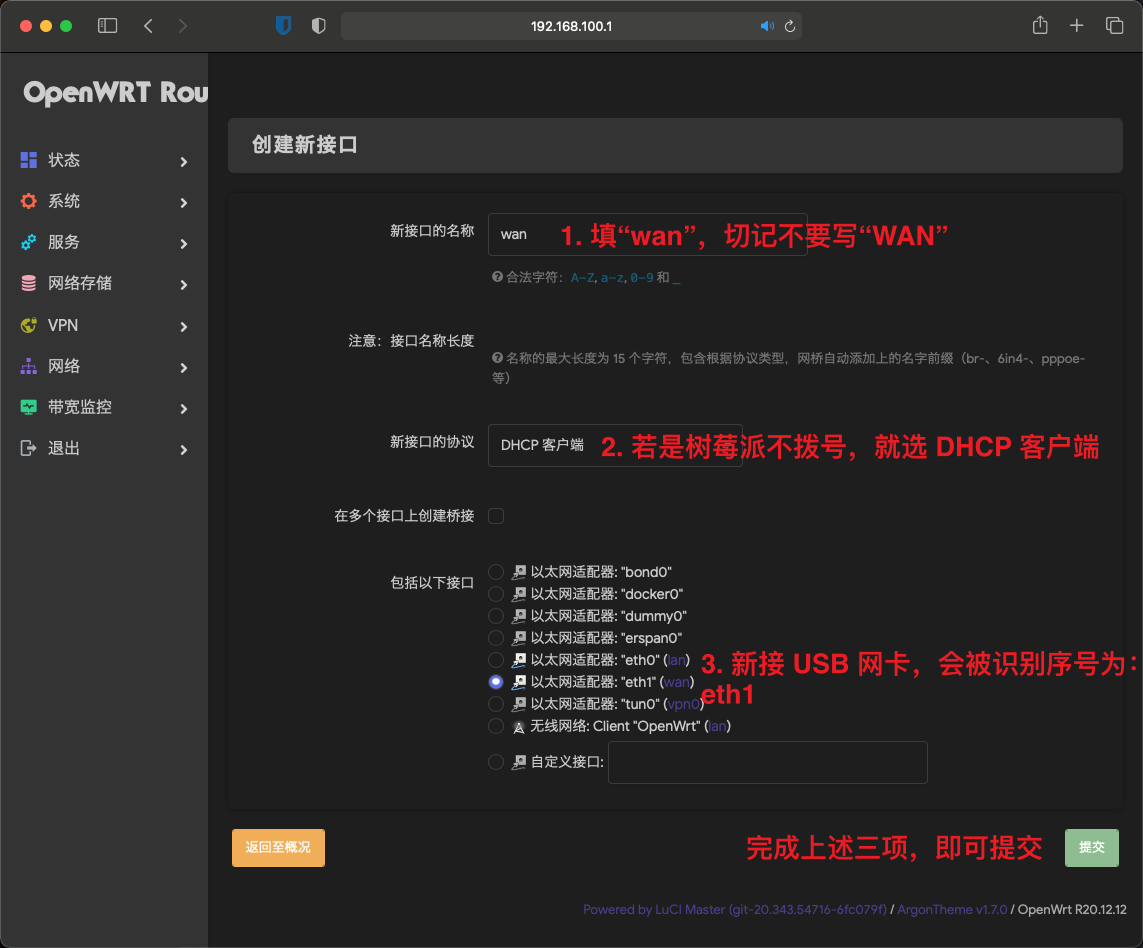 192.168.100.1
OpenWRT Rou
创建新接口
状态
系统
服务
网络存储
VPN
网络
带宽监控
退出
新接口的名称
wan
1. 填“wan”，切记不要写“WAN”
合法字符：A-Z, a-z, 0-9 和 _
注意：接口名称长度
名称的最大长度为 15 个字符，包含根据协议类型，网桥自动添加上的名字前缀（br-、6in4-、pppoe-
等）
新接口的协议
DHCP 客户端
2. 若是树莓派不拨号，就选 DHCP 客户端
在多个接口上创建桥接
包括以下接口
以太网适配器: "bond0"
以太网适配器: "docker0"
以太网适配器: "dummy0"
以太网适配器: "erspan0"
以太网适配器: "eth0" (lan)
以太网适配器: "eth1" (wan)
以太网适配器: "tun0" (vpn0)
无线网络: Client "OpenWrt" (lan)
自定义接口:
3. 新接 USB 网卡，会被识别序号为：
eth1
返回至概况
完成上述三项，即可提交
提交
Powered by LuCI Master (git-20.343.54716-6fc079f) / ArgonTheme v1.7.0 / OpenWrt R20.12.12